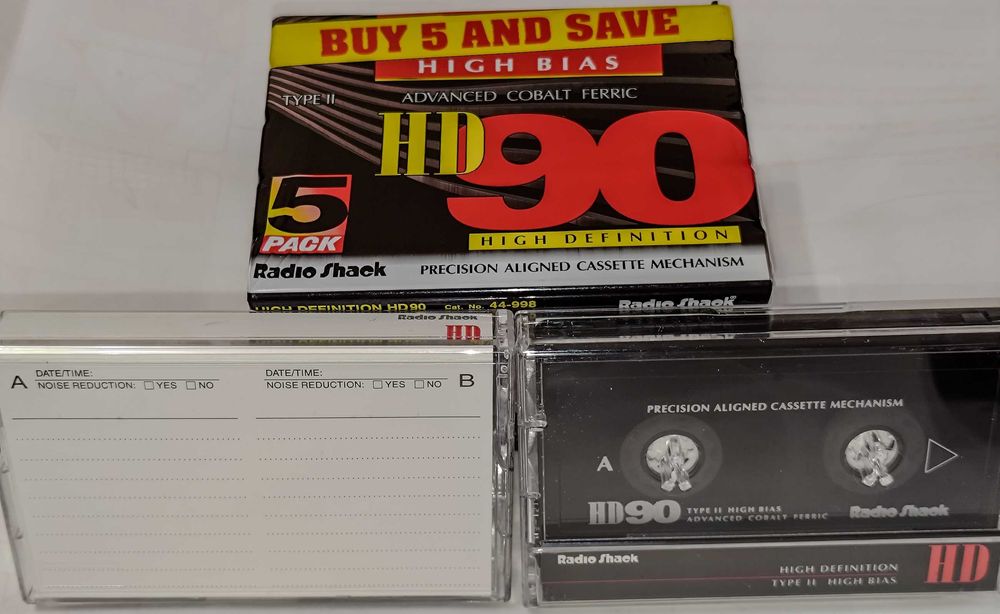 BUY 5 AND SAVE
HIGH BIAS
TYPE II
ADVANCED COBALT FERRIC
HD90
5
PACK
HIGH DEFINITION
Radio Shack
PRECISION ALIGNED CASSETTE MECHANISM
HIGH DEFINITION HD90 Cat. No. 44-998 Radio Shack
Radio Shack
HD
A DATE/TIME:
NOISE REDUCTION: YES NO
DATE/TIME: B
NOISE REDUCTION: YES NO
PRECISION ALIGNED CASSETTE MECHANISM
A
HD90 TYPE II HIGH BIAS
ADVANCED COBALT FERRIC
Radio Shack
Radio Shack
HIGH DEFINITION
TYPE II HIGH BIAS
HD